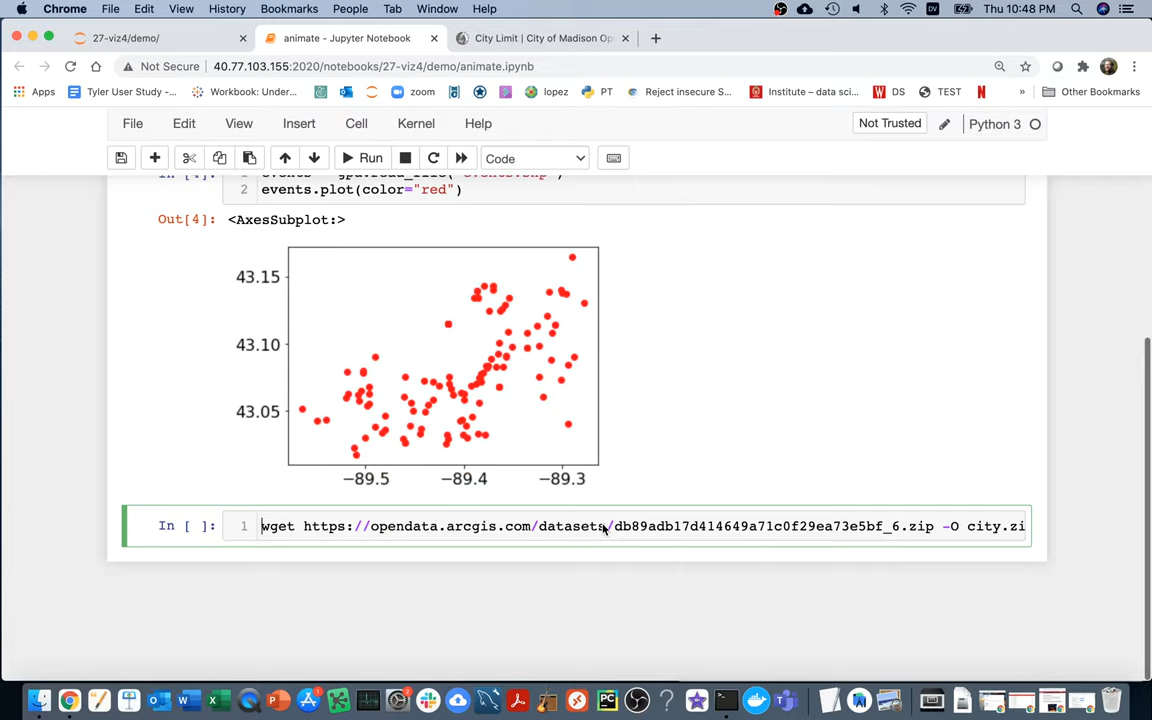 Chrome File Edit View History Bookmarks People Tab Window Help Thu 10:48 PM
27-viz4/demo/ animate - Jupyter Notebook City Limit | City of Madison Op
Not Secure 40.77.103.155:2020/notebooks/27-viz4/demo/animate.ipynb
Apps Tyler User Study -... Workbook: Under... zoom lopez PT Reject insecure S... Institute – data sci... DS TEST » Other Bookmarks
File Edit View Insert Cell Kernel Help Not Trusted Python 3
Run Code
2 events.plot(color="red")
Out[4]: <AxesSubplot:>
43.15
43.10
43.05
−89.5 −89.4 −89.3
In [ ]: 1 wget https://opendata.arcgis.com/datasets/db89adb17d414649a71c0f29ea73e5bf_6.zip -O city.zi